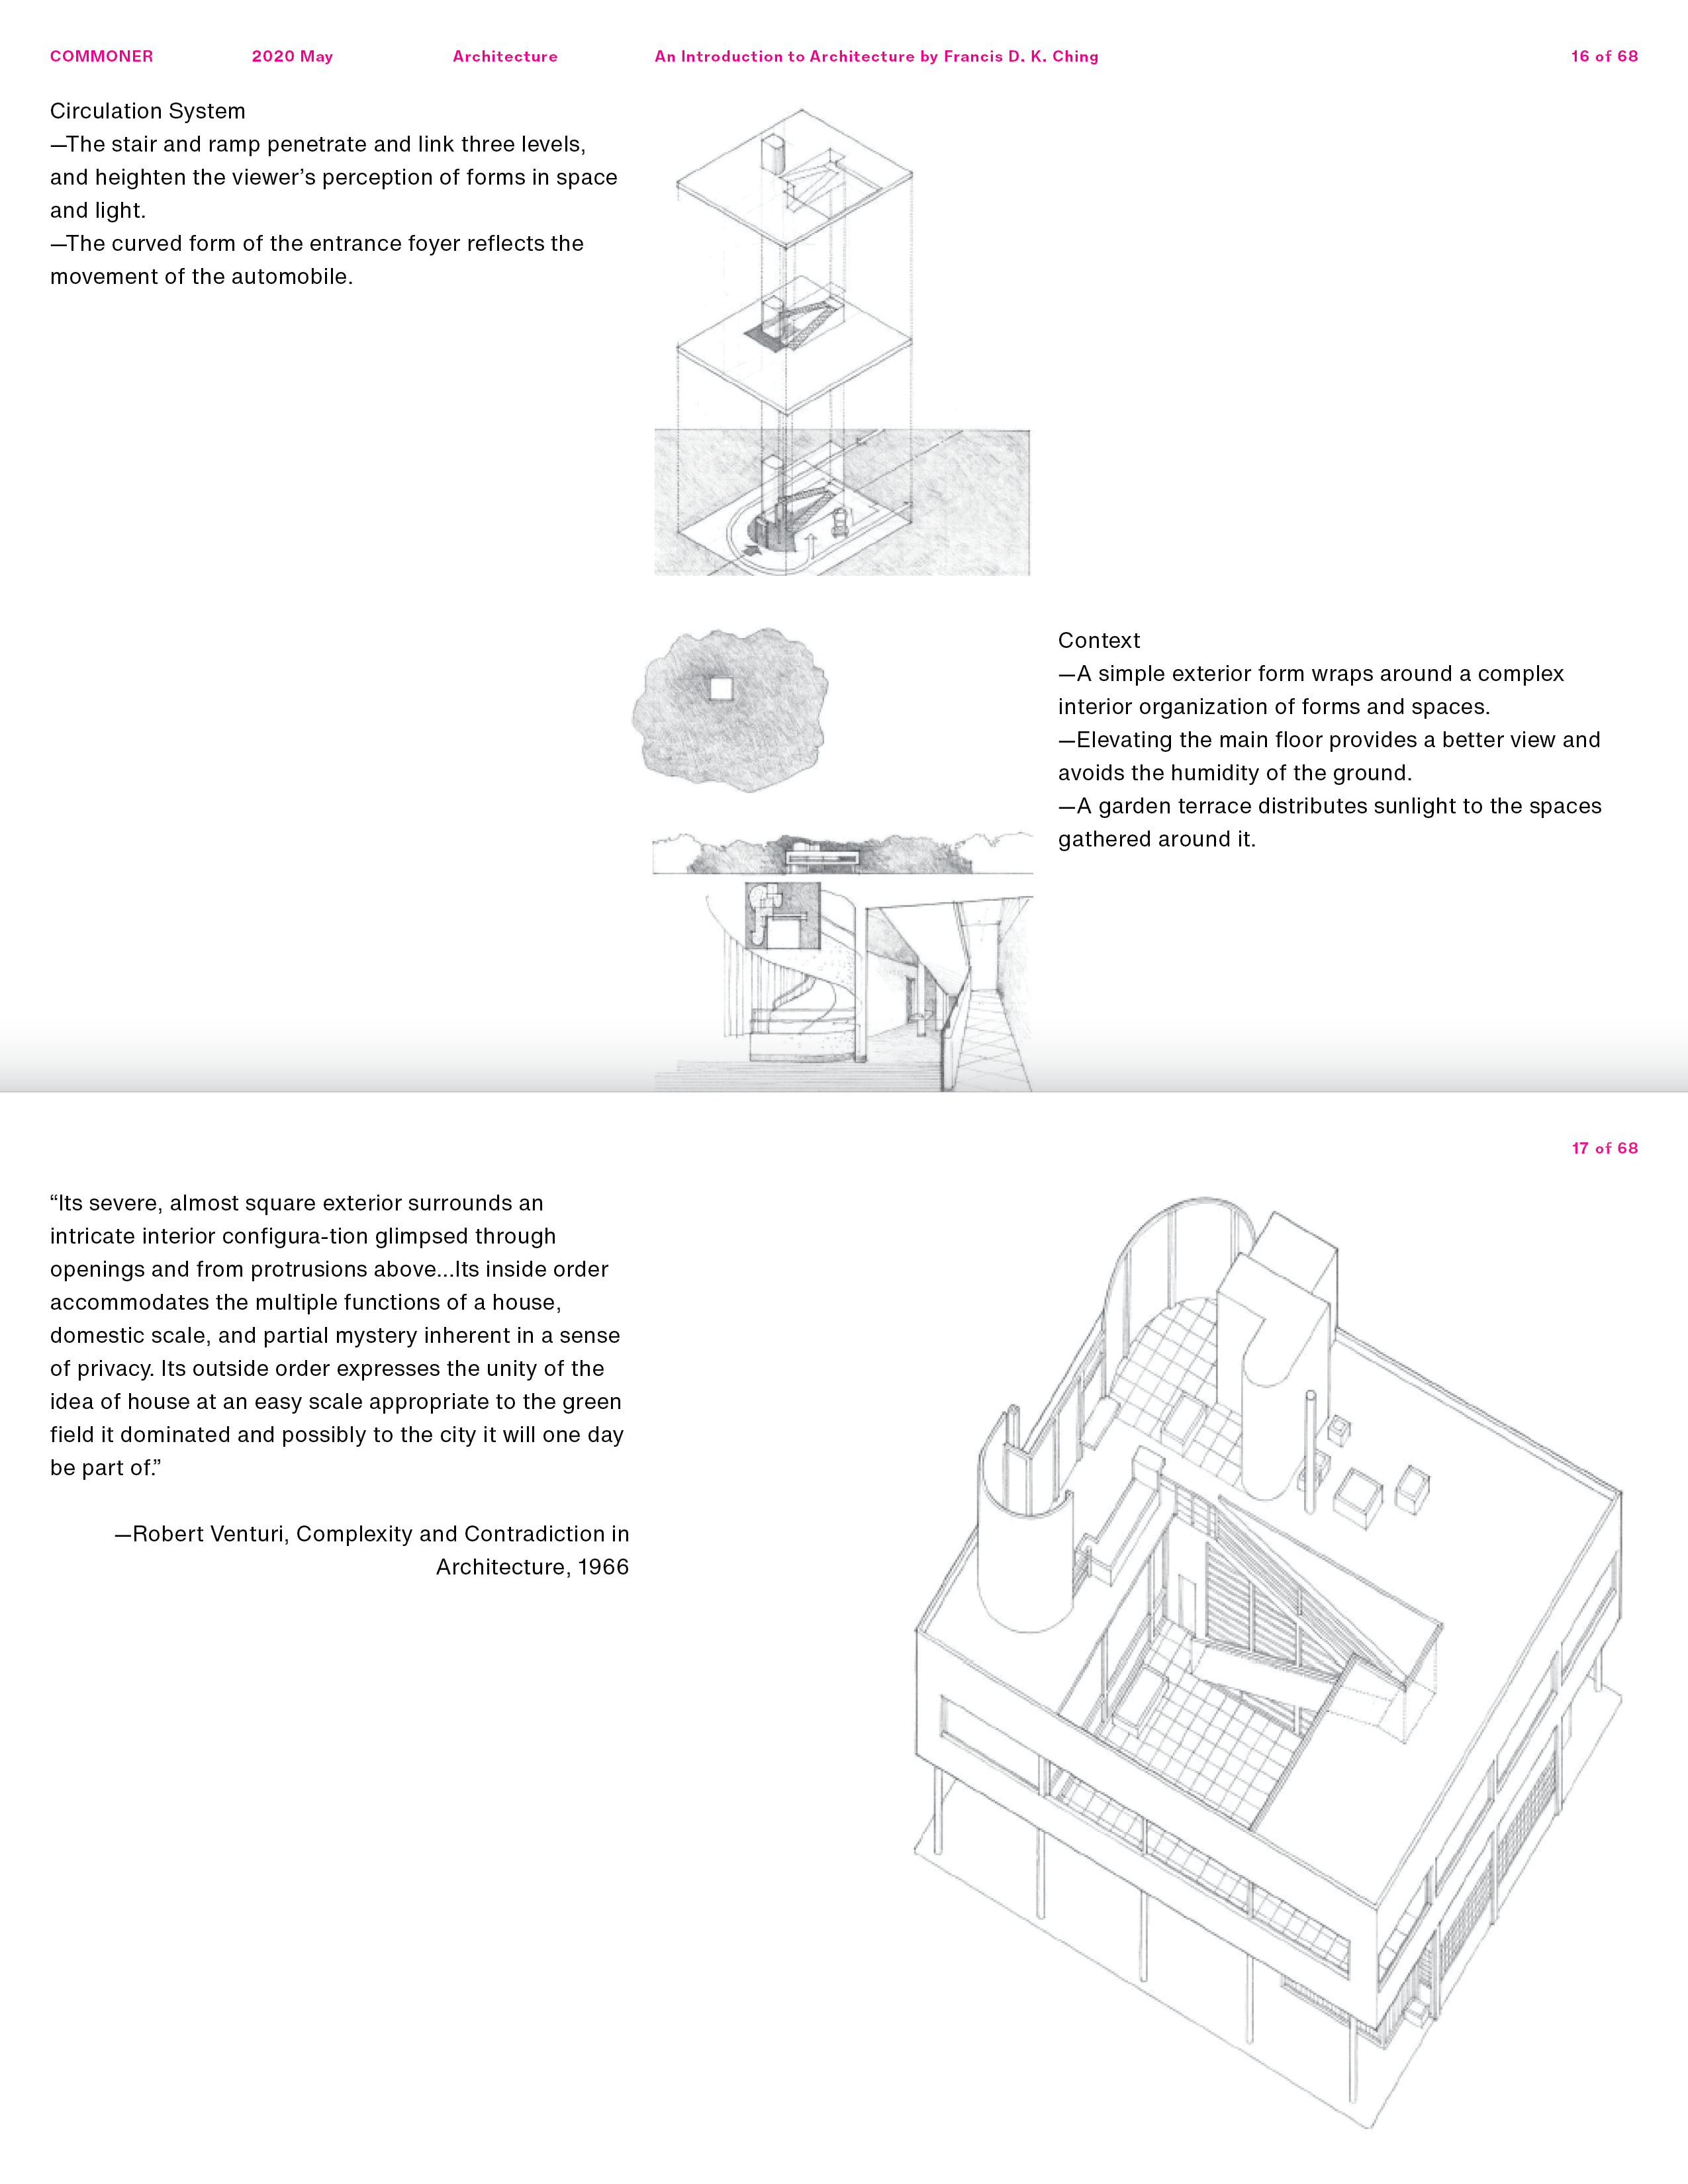 COMMONER 2020 May Architecture An Introduction to Architecture by Francis D. K. Ching 16 of 68
Circulation System
—The stair and ramp penetrate and link three levels,
and heighten the viewer’s perception of forms in space
and light.
—The curved form of the entrance foyer reflects the
movement of the automobile.
Context
—A simple exterior form wraps around a complex
interior organization of forms and spaces.
—Elevating the main floor provides a better view and
avoids the humidity of the ground.
—A garden terrace distributes sunlight to the spaces
gathered around it.
17 of 68
“Its severe, almost square exterior surrounds an
intricate interior configura-tion glimpsed through
openings and from protrusions above...Its inside order
accommodates the multiple functions of a house,
domestic scale, and partial mystery inherent in a sense
of privacy. Its outside order expresses the unity of the
idea of house at an easy scale appropriate to the green
field it dominated and possibly to the city it will one day
be part of.”
—Robert Venturi, Complexity and Contradiction in
Architecture, 1966